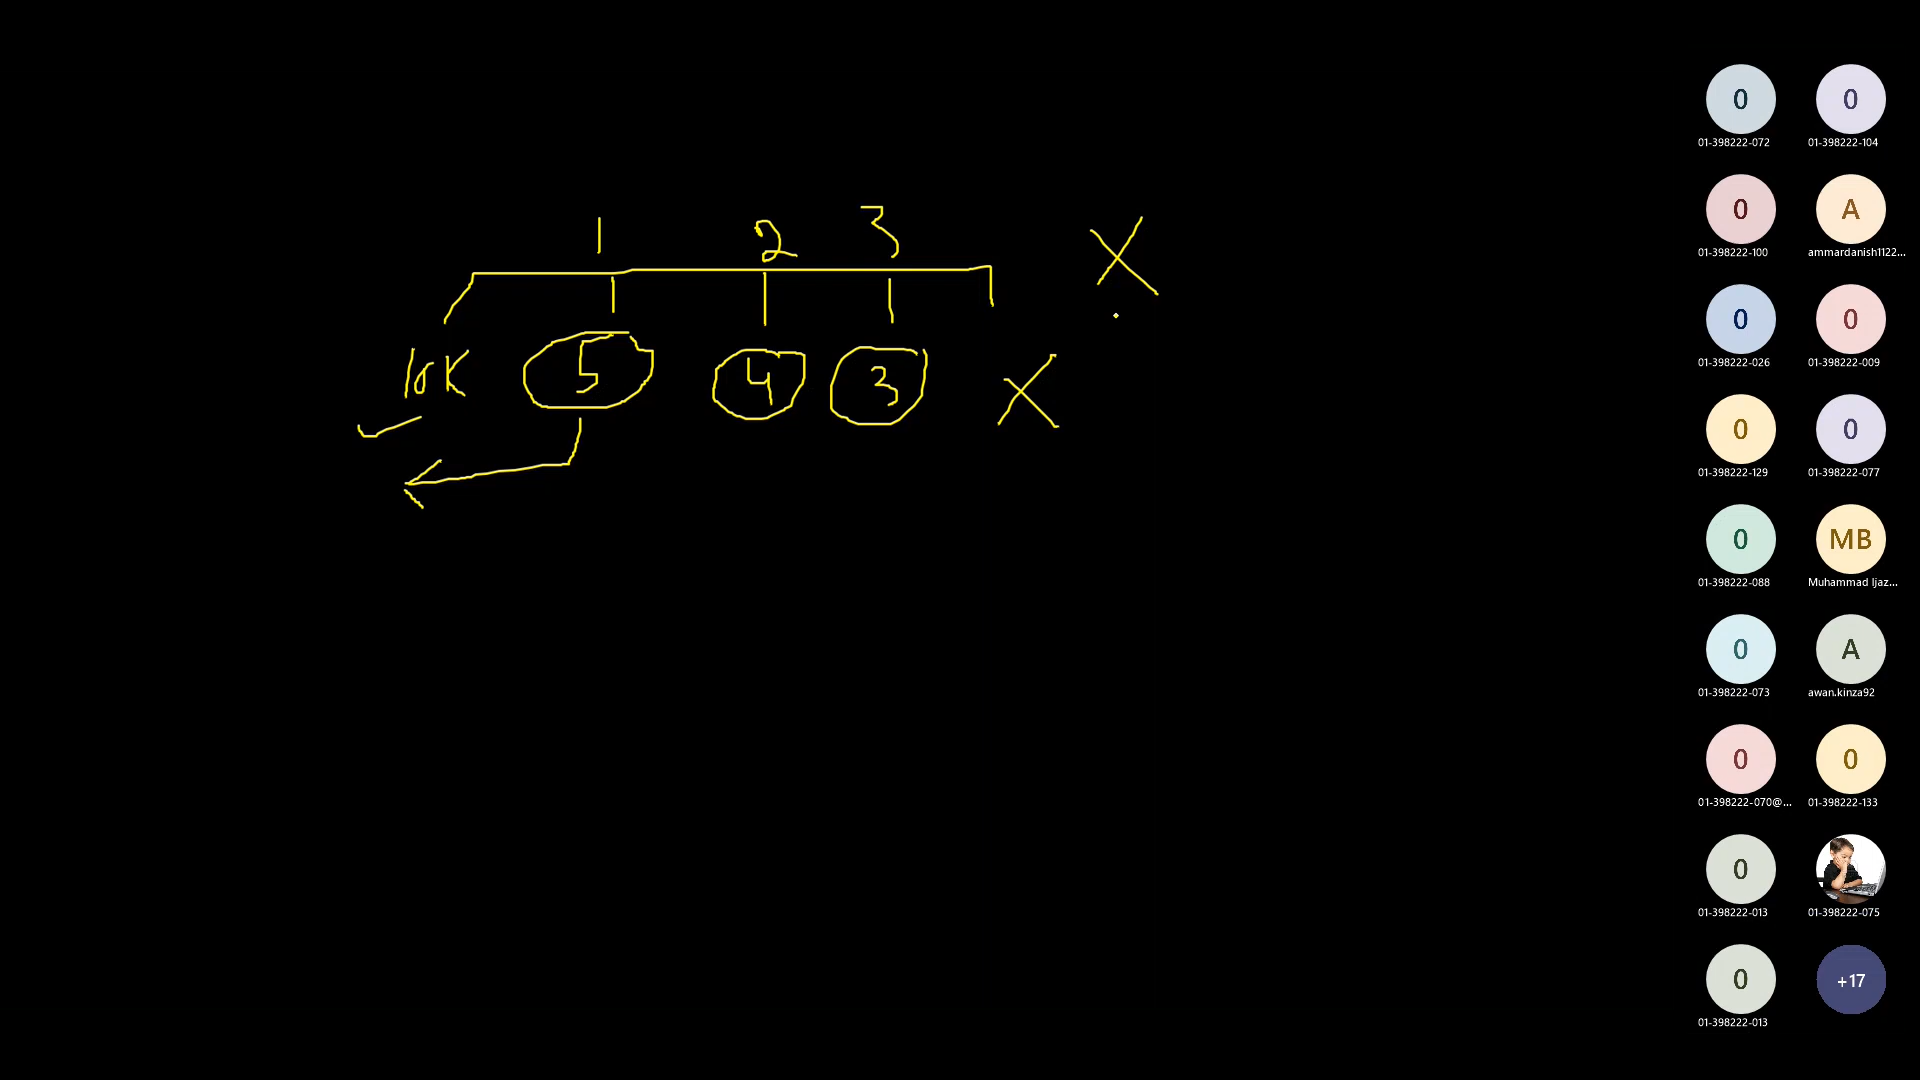 1 2 3 X
10K 5 4 3 X
0 0
01-398222-072 01-398222-104
0 A
01-398222-100 ammardanish1122...
0 0
01-398222-026 01-398222-009
0 0
01-398222-129 01-398222-077
0 MB
01-398222-088 Muhammad Ijaz...
0 A
01-398222-073 awan.kinza92
0 0
01-398222-070@... 01-398222-133
0
01-398222-013 01-398222-075
0 +17
01-398222-013